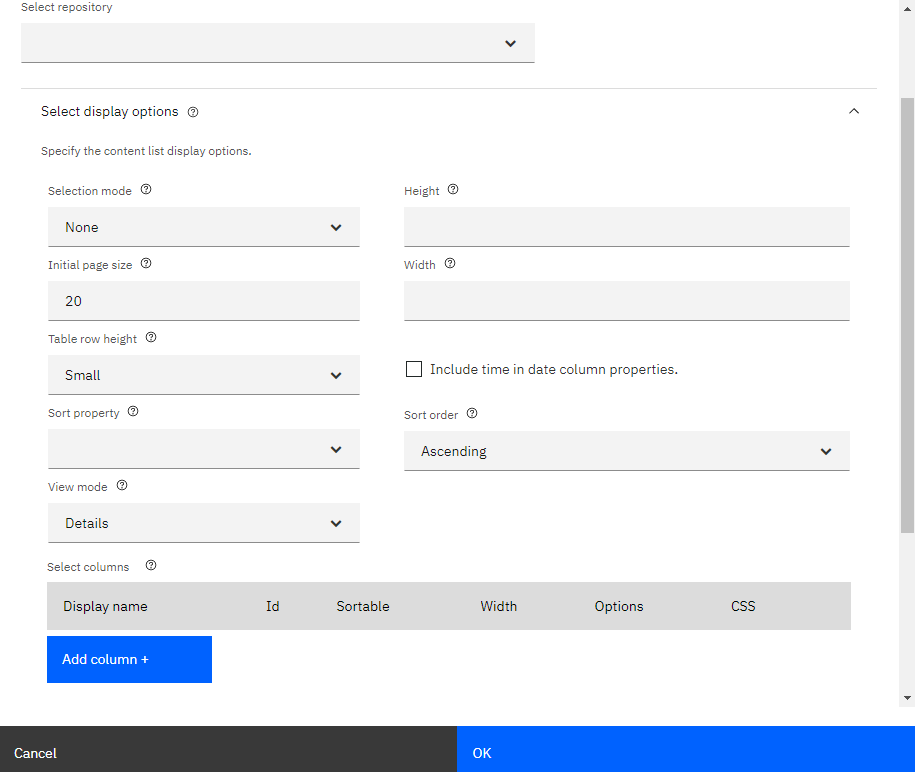 Select repository
Select display options
Specify the content list display options.
Selection mode
Height
None
Initial page size
Width
20
Table row height
Small
Include time in date column properties.
Sort property
Sort order
Ascending
View mode
Details
Select columns
Display name Id Sortable Width Options CSS
Add column +
Cancel OK